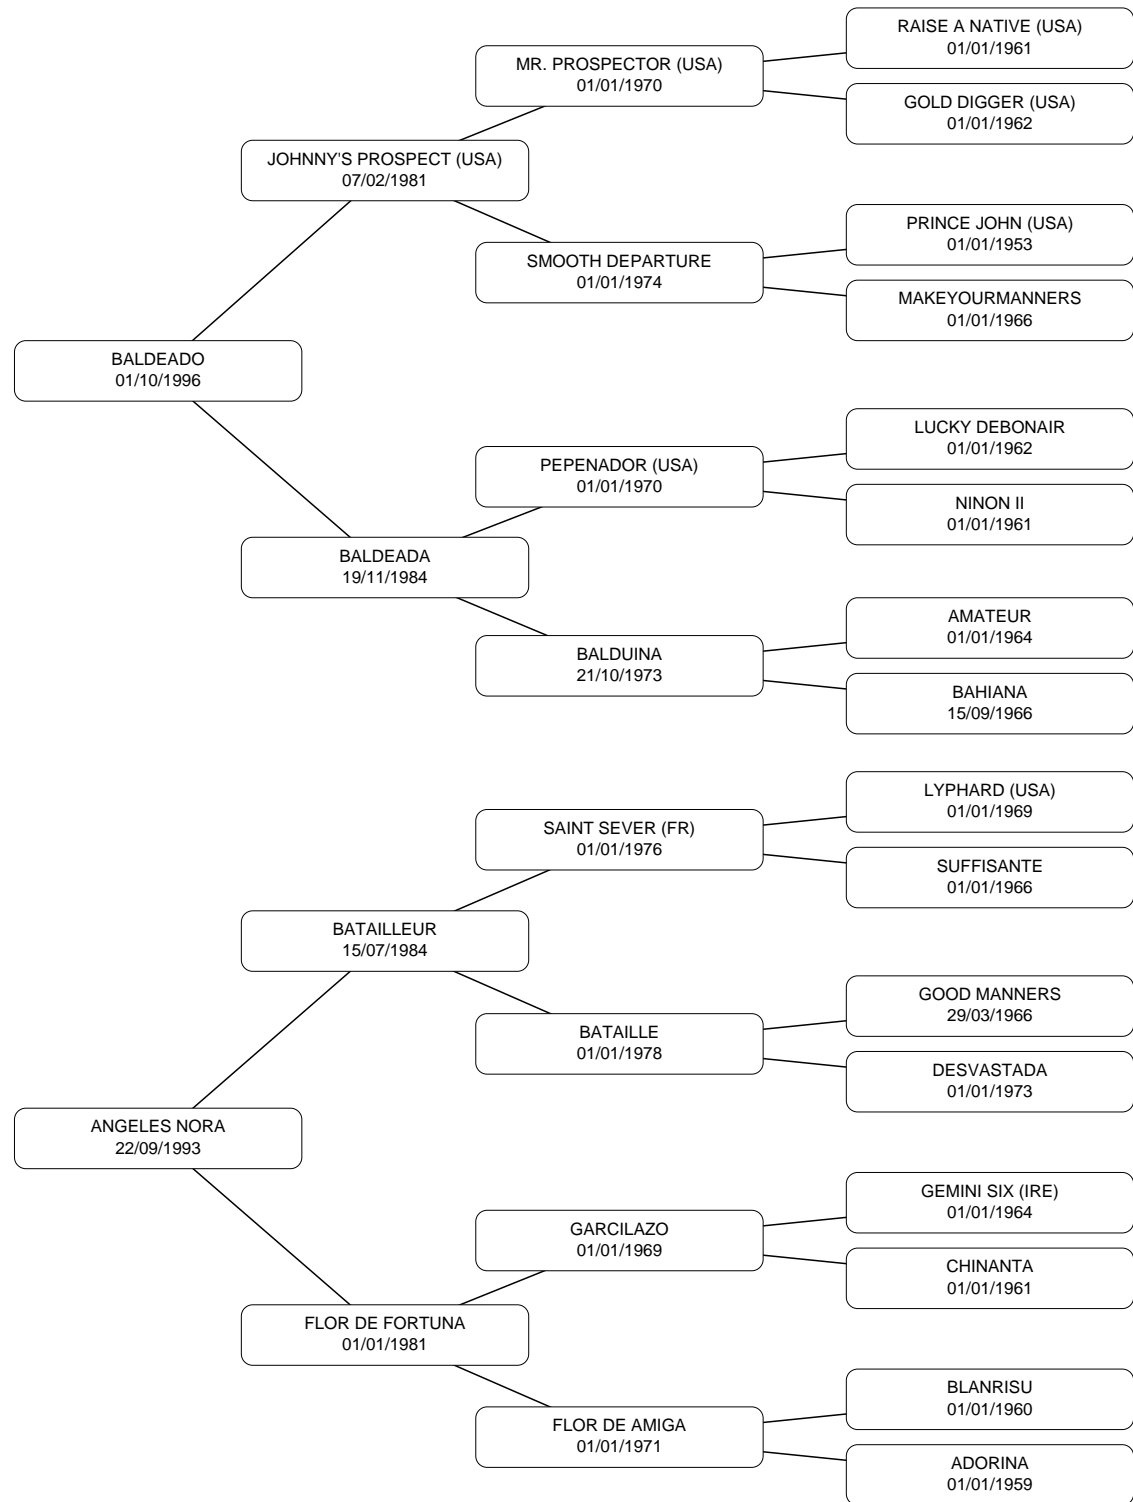 RAISE A NATIVE (USA)
01/01/1961
MR. PROSPECTOR (USA)
01/01/1970
GOLD DIGGER (USA)
01/01/1962
JOHNNY'S PROSPECT (USA)
07/02/1981
PRINCE JOHN (USA)
01/01/1953
SMOOTH DEPARTURE
01/01/1974
MAKEYOURMANNERS
01/01/1966
BALDEADO
01/10/1996
LUCKY DEBONAIR
01/01/1962
PEPENADOR (USA)
01/01/1970
NINON II
01/01/1961
BALDEADA
19/11/1984
AMATEUR
01/01/1964
BALDUINA
21/10/1973
BAHIANA
15/09/1966
LYPHARD (USA)
01/01/1969
SAINT SEVER (FR)
01/01/1976
SUFFISANTE
01/01/1966
BATAILLEUR
15/07/1984
GOOD MANNERS
29/03/1966
BATAILLE
01/01/1978
DESVASTADA
01/01/1973
ANGELES NORA
22/09/1993
GEMINI SIX (IRE)
01/01/1964
GARCILAZO
01/01/1969
CHINANTA
01/01/1961
FLOR DE FORTUNA
01/01/1981
BLANRISU
01/01/1960
FLOR DE AMIGA
01/01/1971
ADORINA
01/01/1959